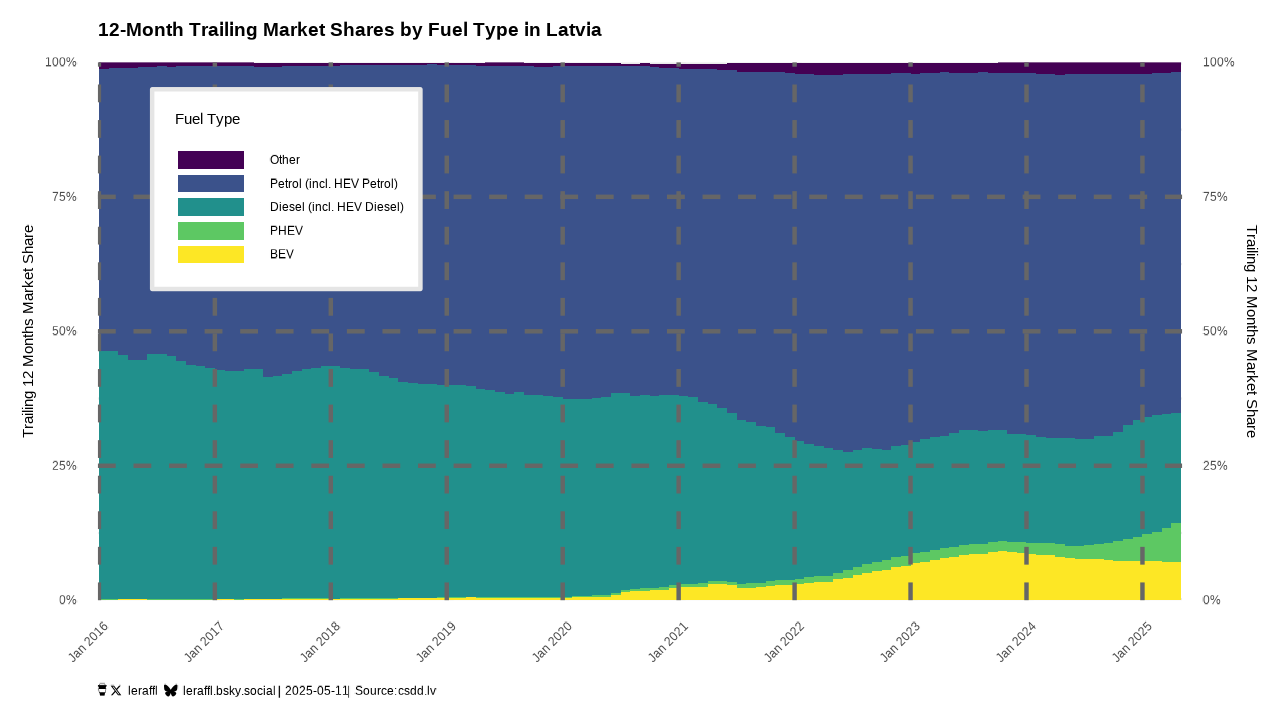 12-Month Trailing Market Shares by Fuel Type in Latvia
100%
100%
Fuel Type
Other
Petrol (incl. HEV Petrol)
Diesel (incl. HEV Diesel)
PHEV
BEV
75%
75%
50%
50%
25%
25%
0%
0%
Trailing 12 Months Market Share
Trailing 12 Months Market Share
Jan 2016
Jan 2017
Jan 2018
Jan 2019
Jan 2020
Jan 2021
Jan 2022
Jan 2023
Jan 2024
Jan 2025
leraffl leraffl.bsky.social | 2025-05-11| Source:csdd.lv